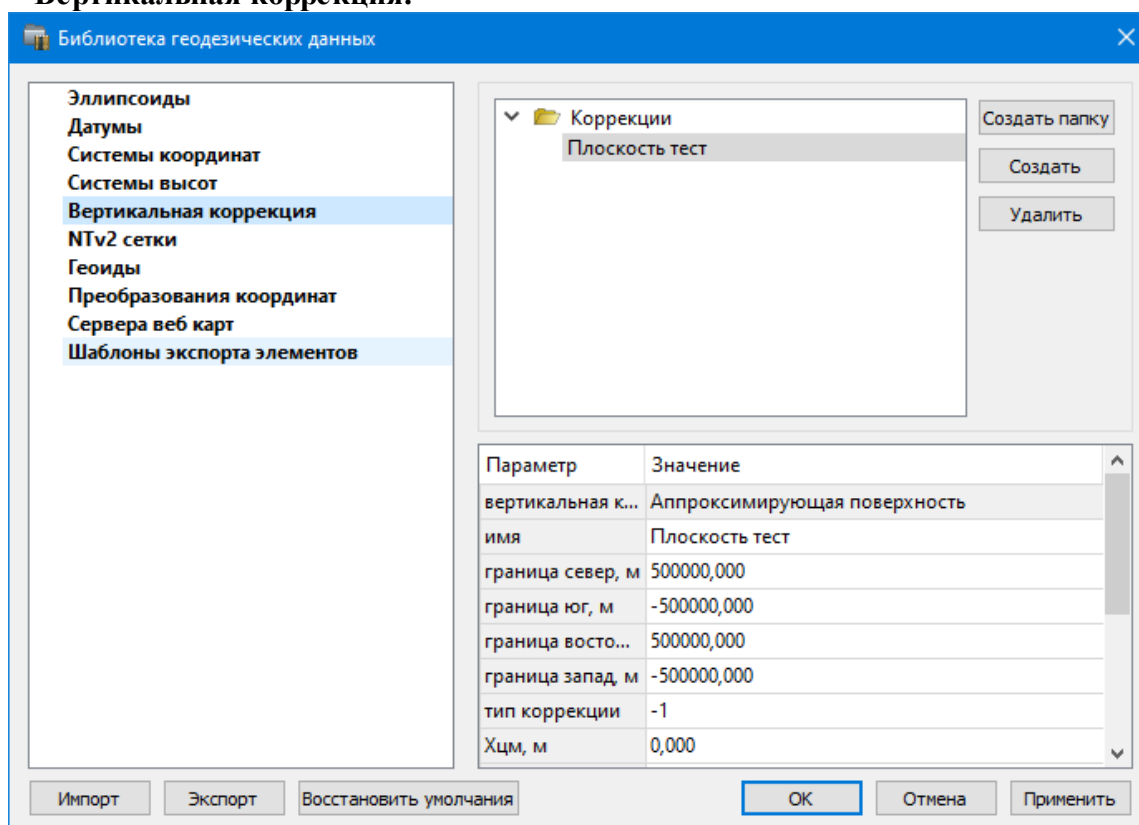 Вертикальная коррекция.
Библиотека геодезических данных
Эллипсоиды
Датумы
Системы координат
Системы высот
Вертикальная коррекция
NTv2 сетки
Геоиды
Преобразования координат
Сервера веб карт
Шаблоны экспорта элементов
Коррекции
Плоскость тест
Создать папку
Создать
Удалить
Параметр Значение
вертикальная к... Аппроксимирующая поверхность
имя Плоскость тест
граница север, м 500000,000
граница юг, м -500000,000
граница восто... 500000,000
граница запад, м -500000,000
тип коррекции -1
Xцм, м 0,000
Импорт Экспорт Восстановить умолчания OK Отмена Применить